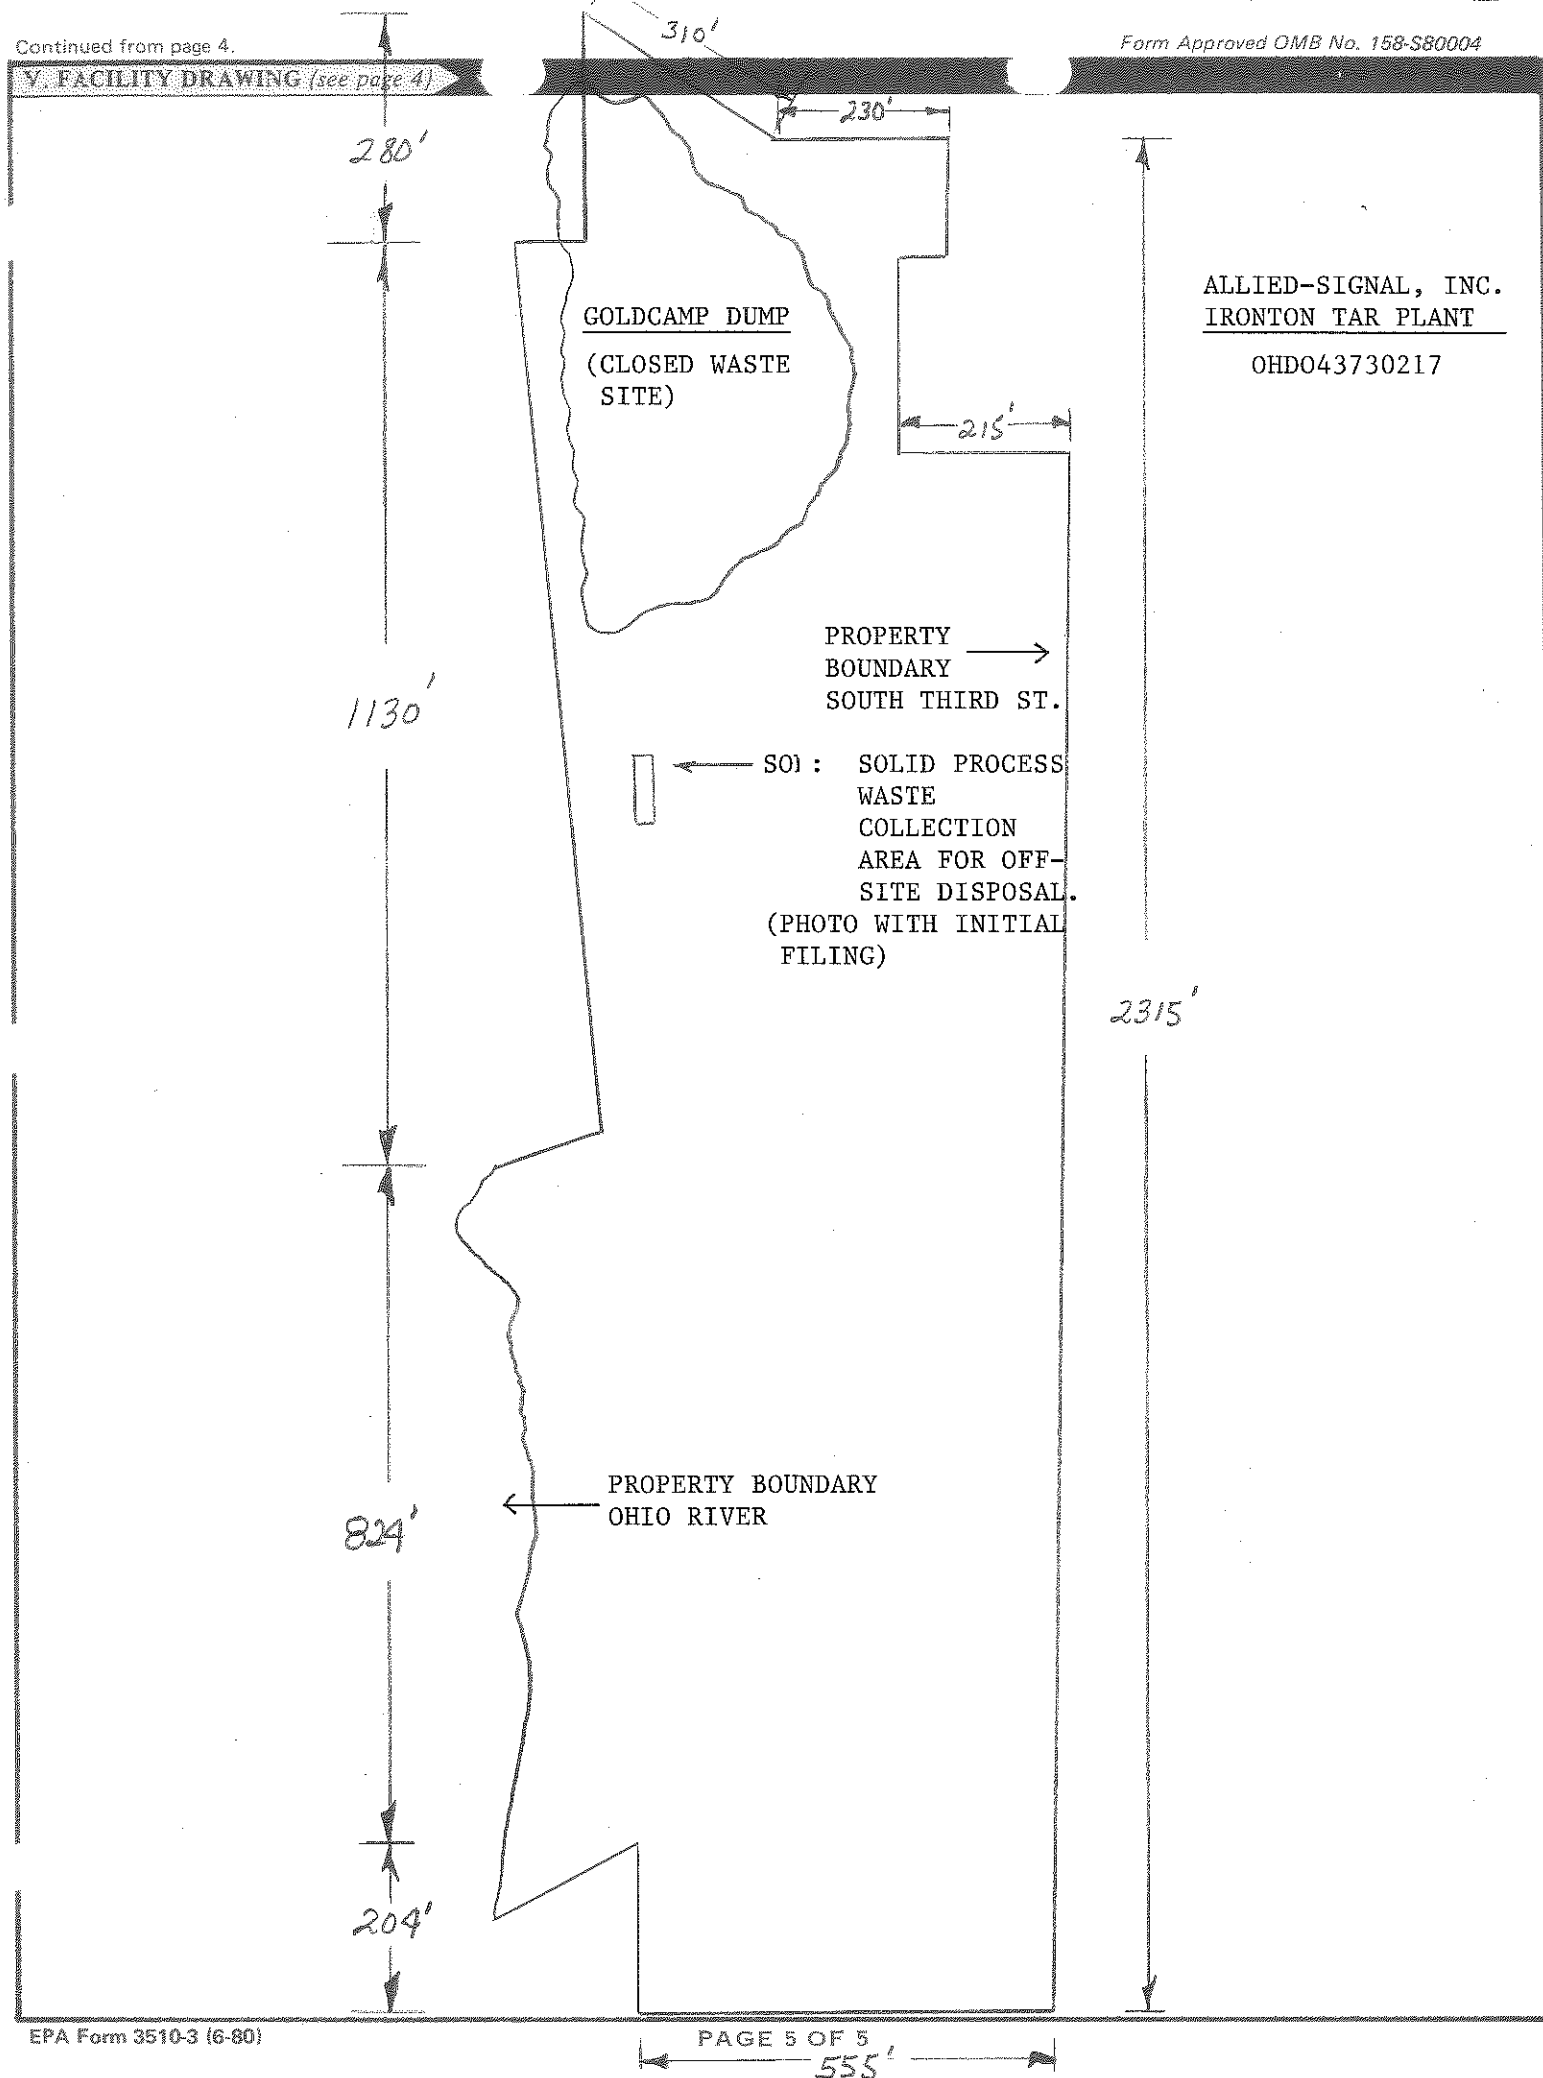 310'
Continued from page 4.
Form Approved OMB No. 158-S80004
V. FACILITY DRAWING (see page 4)
230'
280'
ALLIED-SIGNAL, INC.
IRONTON TAR PLANT
OHD043730217
GOLDCAMP DUMP
(CLOSED WASTE
SITE)
215'
PROPERTY
BOUNDARY
SOUTH THIRD ST.
1130'
S01: SOLID PROCESS
WASTE
COLLECTION
AREA FOR OFF-
SITE DISPOSAL.
(PHOTO WITH INITIAL
FILING)
2315'
PROPERTY BOUNDARY
OHIO RIVER
824'
204'
EPA Form 3510-3 (6-80)
PAGE 5 OF 5
555'